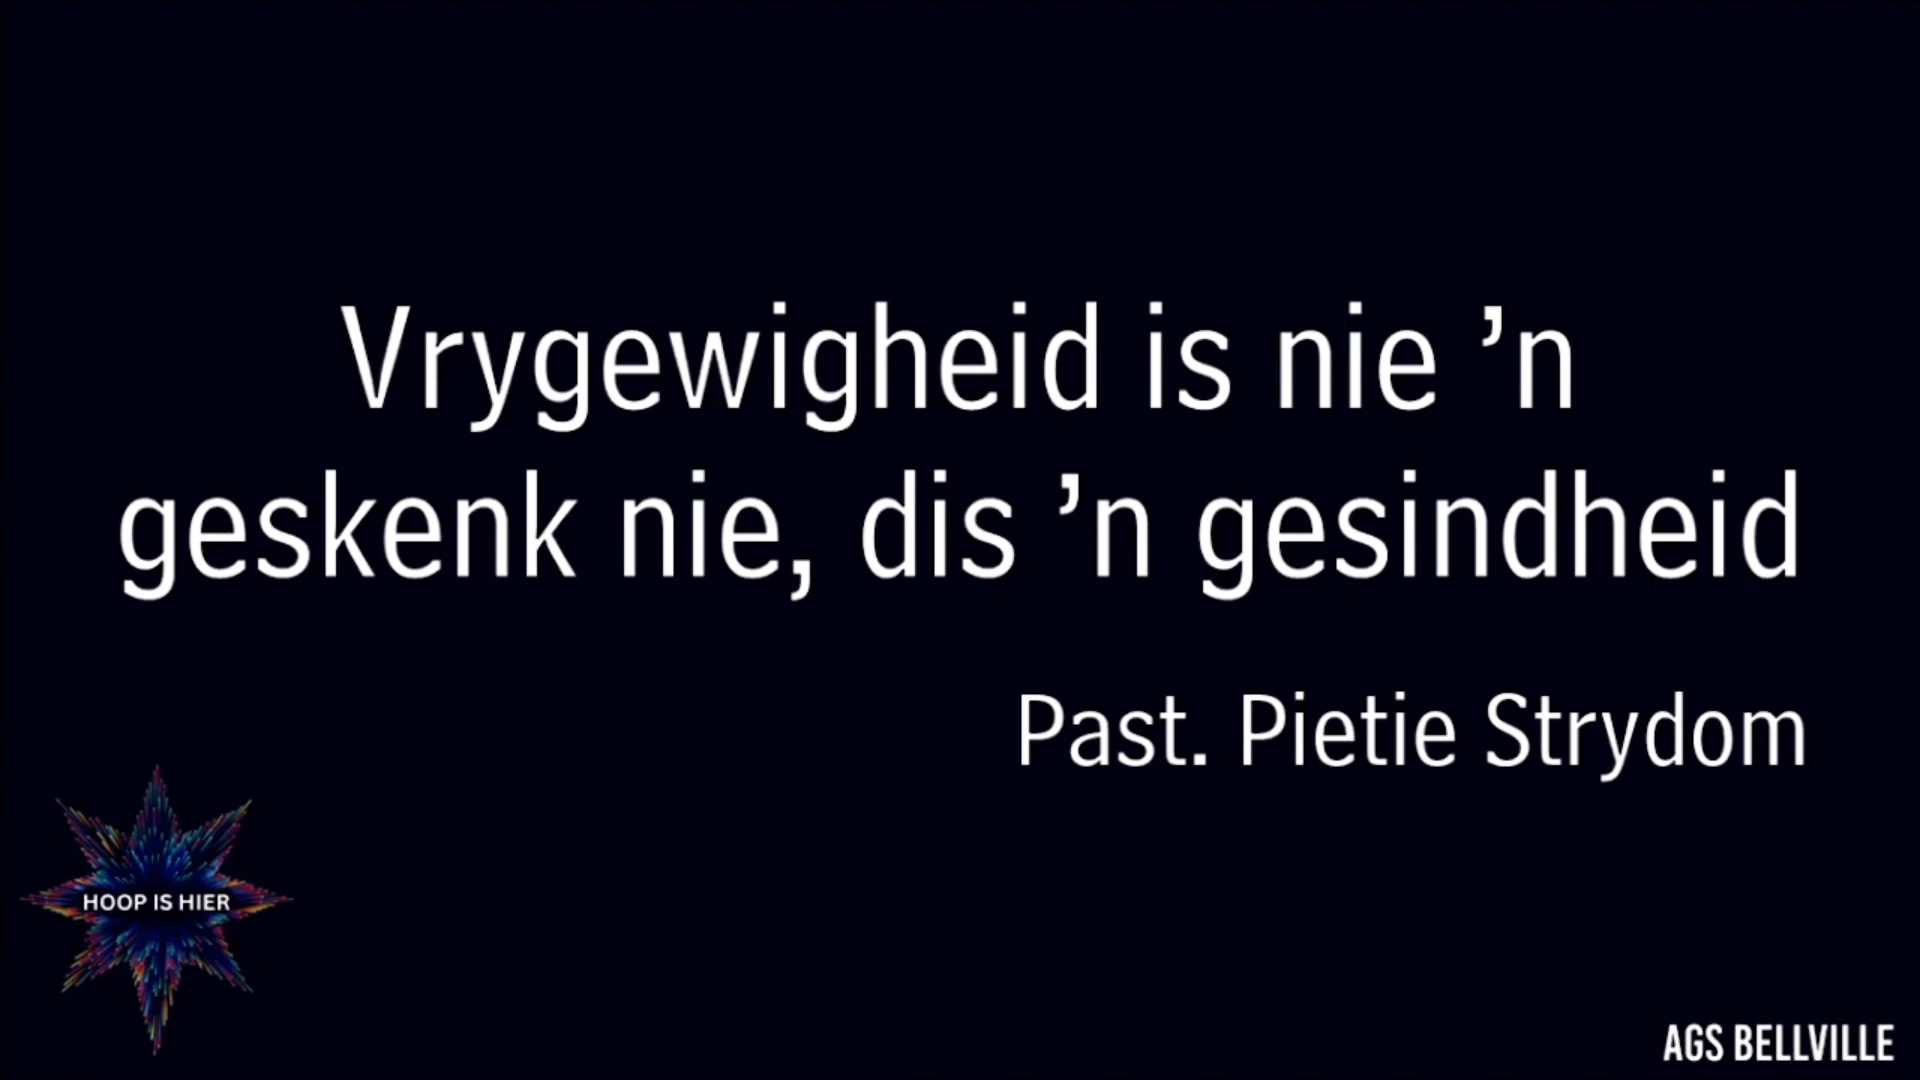 Vrygewigheid is nie ’n
geskenk nie, dis ’n gesindheid
Past. Pietie Strydom
HOOP IS HIER
AGS BELLVILLE